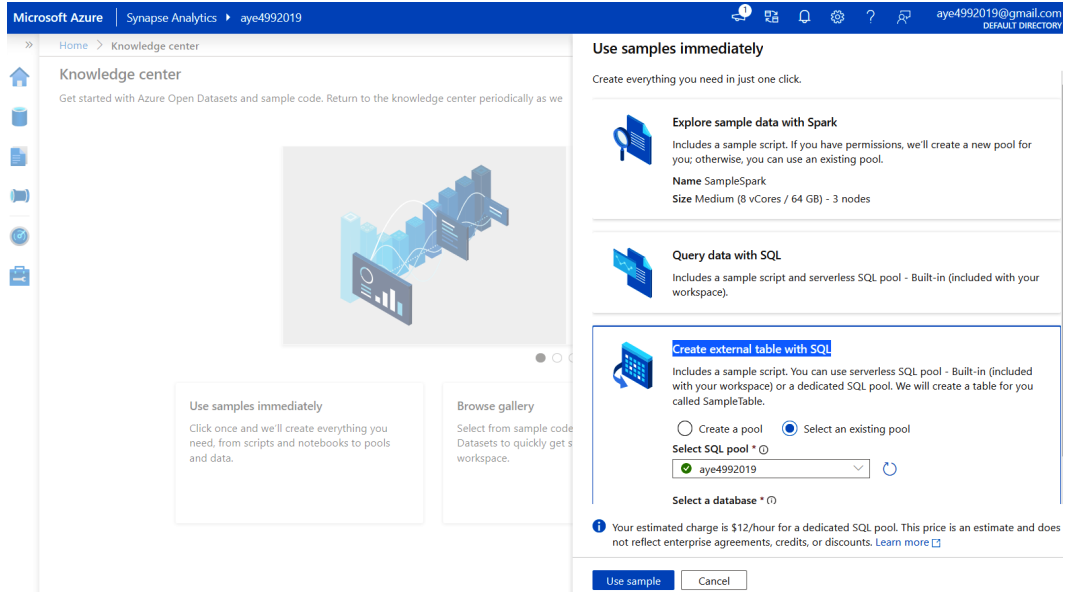 Microsoft Azure
Synapse Analytics
aye4992019
1
?
aye4992019@gmail.com
DEFAULT DIRECTORY
»
Home > Knowledge center
Knowledge center
Get started with Azure Open Datasets and sample code. Return to the knowledge center periodically as we
Use samples immediately
Click once and we'll create everything you
need, from scripts and notebooks to pools
and data.
Browse gallery
Select from sample code
Datasets to quickly get s
workspace.
Use samples immediately
Create everything you need in just one click.
Explore sample data with Spark
Includes a sample script. If you have permissions, we'll create a new pool for
you; otherwise, you can use an existing pool.
Name SampleSpark
Size Medium (8 vCores / 64 GB) - 3 nodes
Query data with SQL
Includes a sample script and serverless SQL pool - Built-in (included with your
workspace).
Create external table with SQL
Includes a sample script. You can use serverless SQL pool - Built-in (included
with your workspace) or a dedicated SQL pool. We will create a table for you
called SampleTable.
Create a pool
Select an existing pool
Select SQL pool *
aye4992019
Select a database *
Your estimated charge is $12/hour for a dedicated SQL pool. This price is an estimate and does
not reflect enterprise agreements, credits, or discounts. Learn more
Use sample
Cancel